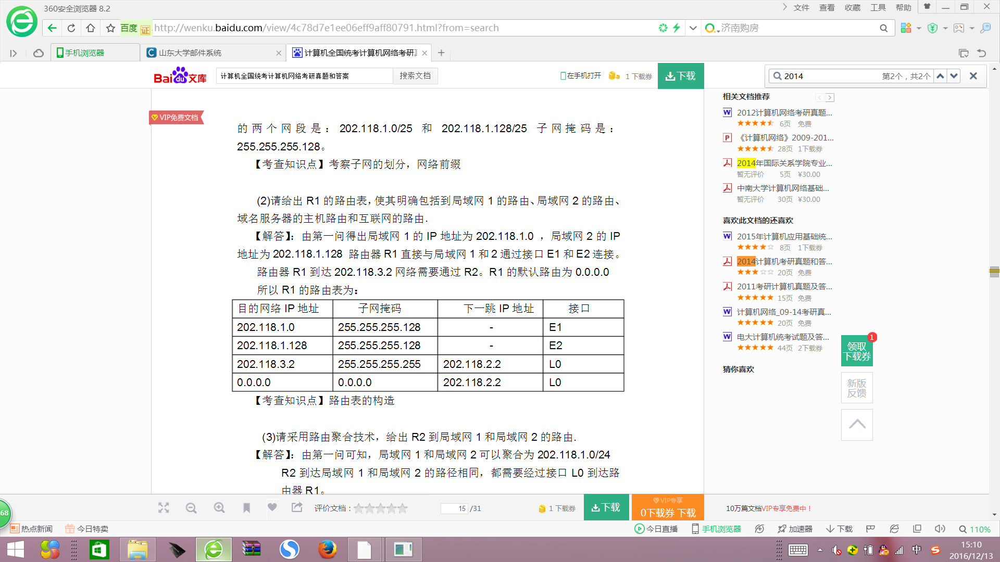 360安全浏览器 8.2
文件 查看 收藏 工具 帮助
百度 证 http://wenku.baidu.com/view/4c78d7e1ee06eff9aff80791.html?from=search
济南购房
手机浏览器
山东大学邮件系统
计算机全国统考计算机网络考研真
Baidu文库
计算机全国统考计算机网络考研真题和答案
搜索文档
在手机打开
1 下载券
下载
2014
第2个，共2个
VIP免费文档
的两个网段是：202.118.1.0/25 和 202.118.1.128/25 子网掩码是：
255.255.255.128。
【考查知识点】考察子网的划分，网络前缀
(2)请给出 R1 的路由表，使其明确包括到局域网 1 的路由、局域网 2 的路由、
域名服务器的主机路由和互联网的路由.
【解答】：由第一问得出局域网 1 的 IP 地址为 202.118.1.0 ，局域网 2 的 IP
地址为 202.118.1.128 路由器 R1 直接与局域网 1 和 2 通过接口 E1 和 E2 连接。
路由器 R1 到达 202.118.3.2 网络需要通过 R2。R1 的默认路由为 0.0.0.0
所以 R1 的路由表为：
目的网络 IP 地址 子网掩码 下一跳 IP 地址 接口
202.118.1.0 255.255.255.128 - E1
202.118.1.128 255.255.255.128 - E2
202.118.3.2 255.255.255.255 202.118.2.2 L0
0.0.0.0 0.0.0.0 202.118.2.2 L0
【考查知识点】路由表的构造
(3)请采用路由聚合技术，给出 R2 到局域网 1 和局域网 2 的路由.
【解答】：由第一问可知，局域网 1 和局域网 2 可以聚合为 202.118.1.0/24
R2 到达局域网 1 和局域网 2 的路径相同，都需要经过接口 L0 到达路
由器 R1。
相关文档推荐
2012计算机网络考研真题...
6页 免费
《计算机网络》2009-201...
28页 1下载券
2014年国际关系学院专业...
暂无评价 5页 ¥30.00
中南大学计算机网络基础...
暂无评价 30页 ¥30.00
喜欢此文档的还喜欢
2015年计算机应用基础统...
8页 1下载券
2014计算机考研真题和答...
20页 免费
2011考研计算机真题及答...
15页 免费
计算机网络_09-14考研真...
20页 免费
电大计算机统考试题及答...
44页 2下载券
猜你喜欢
1
领取
下载券
新版
反馈
评价文档：
15 /31
1 下载券
下载
VIP专享
0下载券 下载
10万篇文档VIP专享免费中！
68
热点新闻
今日特卖
今日直播
手机浏览器
加速器
下载
110%
中
15:10
2016/12/13